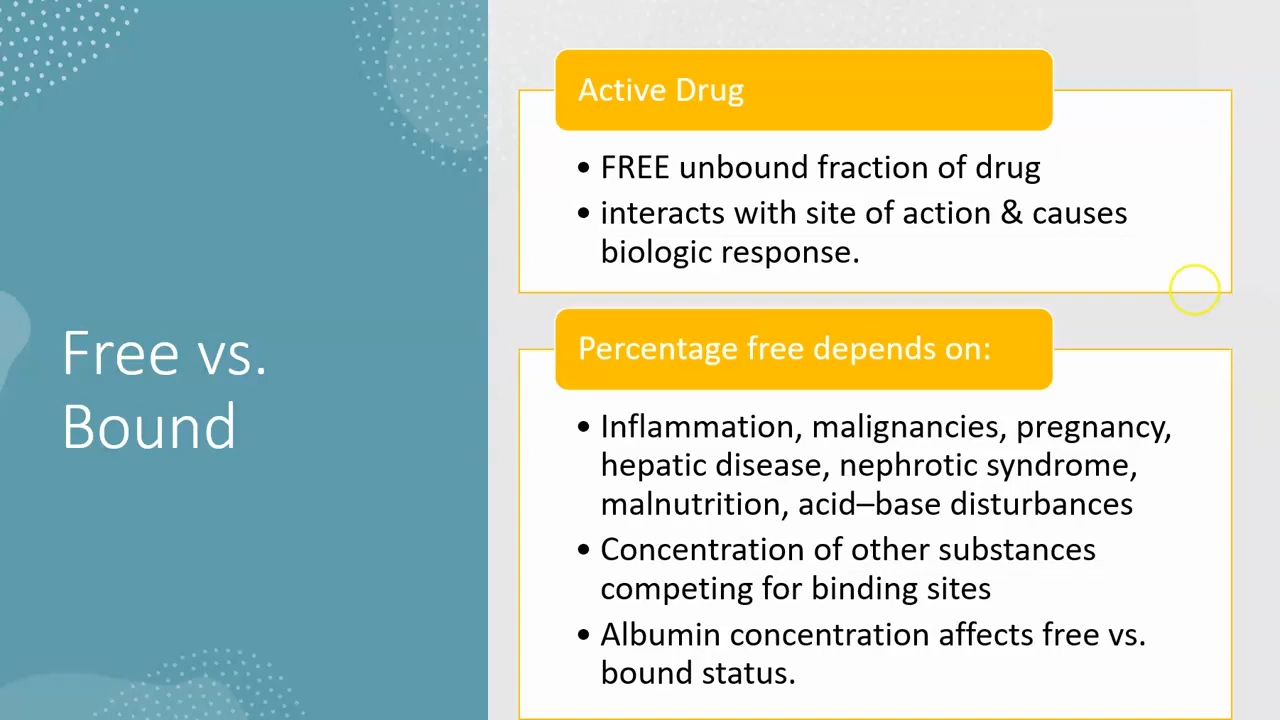 Free vs.
Bound
Active Drug
• FREE unbound fraction of drug
• interacts with site of action & causes
biologic response.
Percentage free depends on:
• Inflammation, malignancies, pregnancy,
hepatic disease, nephrotic syndrome,
malnutrition, acid–base disturbances
• Concentration of other substances
competing for binding sites
• Albumin concentration affects free vs.
bound status.